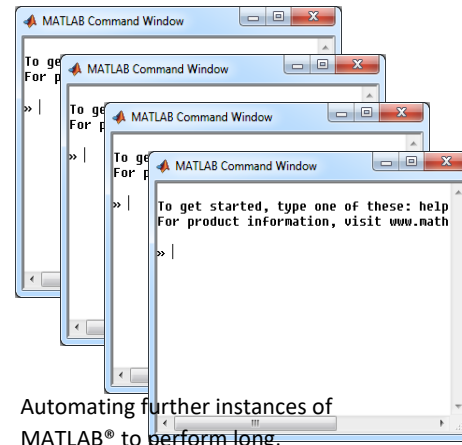 MATLAB Command Window
To ge
For p
»
MATLAB Command Window
To ge
For p
»
MATLAB Command Window
To ge
For p
»
MATLAB Command Window
To get started, type one of these: help
For product information, visit www.math
»
Automating further instances of
MATLAB® to perform long,